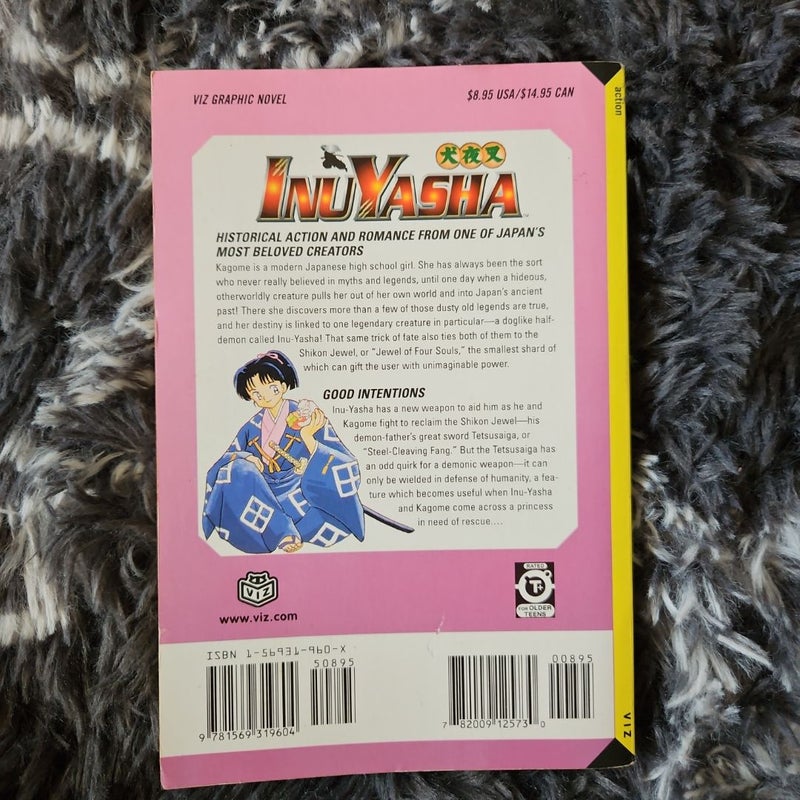 VIZ GRAPHIC NOVEL
$8.95 USA/$14.95 CAN
action
犬夜叉
INUYASHA
™
HISTORICAL ACTION AND ROMANCE FROM ONE OF JAPAN'S
MOST BELOVED CREATORS
Kagome is a modern Japanese high school girl. She has always been the sort
who never really believed in myths and legends, until one day when a hideous,
otherworldly creature pulls her out of her own world and into Japan's ancient
past! There she discovers more than a few of those dusty old legends are true,
and her destiny is linked to one legendary creature in particular—a doglike half-
demon called Inu-Yasha! That same trick of fate also ties both of them to the
Shikon Jewel, or "Jewel of Four Souls," the smallest shard of
which can gift the user with unimaginable power.
GOOD INTENTIONS
Inu-Yasha has a new weapon to aid him as he and
Kagome fight to reclaim the Shikon Jewel—his
demon-father's great sword Tetsusaiga, or
"Steel-Cleaving Fang." But the Tetsusaiga has
an odd quirk for a demonic weapon—it can
only be wielded in defense of humanity, a fea-
ture which becomes useful when Inu-Yasha
and Kagome come across a princess
in need of rescue....
VIZ
www.viz.com
RATED
T+
FOR OLDER
TEENS
ISBN 1-56931-960-X
50895
00895
9 781569 319604
7 82009 12573 0
VIZ